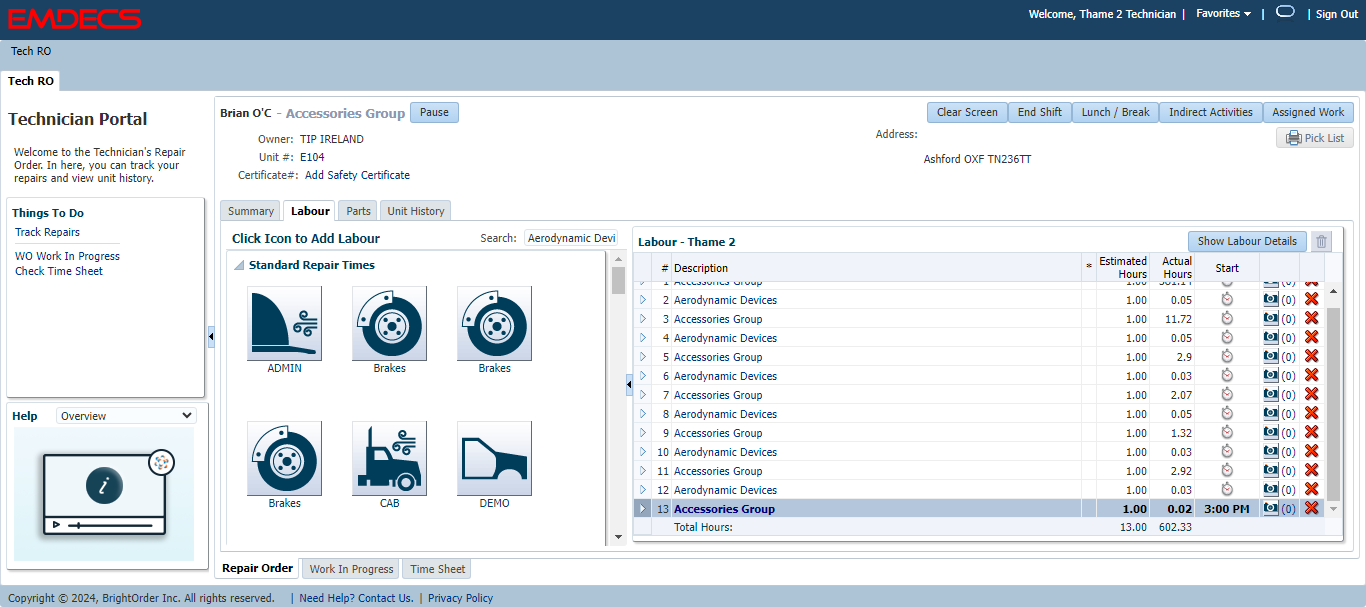 EMDECS
Welcome, Thame 2 Technician | Favorites | | Sign Out
Tech RO
Tech RO
Technician Portal
Welcome to the Technician's Repair
Order. In here, you can track your
repairs and view unit history.
Things To Do
Track Repairs
WO Work In Progress
Check Time Sheet
Help Overview
i
Brian O'C - Accessories Group Pause
Clear Screen End Shift Lunch / Break Indirect Activities Assigned Work
Pick List
Owner: TIP IRELAND
Unit #: E104
Certificate#: Add Safety Certificate
Address:
Ashford OXF TN236TT
Summary Labour Parts Unit History
Click Icon to Add Labour Search: Aerodynamic Devi
Standard Repair Times
ADMIN Brakes Brakes
Brakes CAB DEMO
Labour - Thame 2 Show Labour Details
# Description * Estimated Hours Actual Hours Start
1 Accessories Group 1.00 581.14 (0)
2 Aerodynamic Devices 1.00 0.05 (0)
3 Accessories Group 1.00 11.72 (0)
4 Aerodynamic Devices 1.00 0.05 (0)
5 Accessories Group 1.00 2.9 (0)
6 Aerodynamic Devices 1.00 0.03 (0)
7 Accessories Group 1.00 2.07 (0)
8 Aerodynamic Devices 1.00 0.05 (0)
9 Accessories Group 1.00 1.32 (0)
10 Aerodynamic Devices 1.00 0.03 (0)
11 Accessories Group 1.00 2.92 (0)
12 Aerodynamic Devices 1.00 0.03 (0)
13 Accessories Group 1.00 0.02 3:00 PM (0)
Total Hours: 13.00 602.33
Repair Order Work In Progress Time Sheet
Copyright © 2024, BrightOrder Inc. All rights reserved. | Need Help? Contact Us. | Privacy Policy